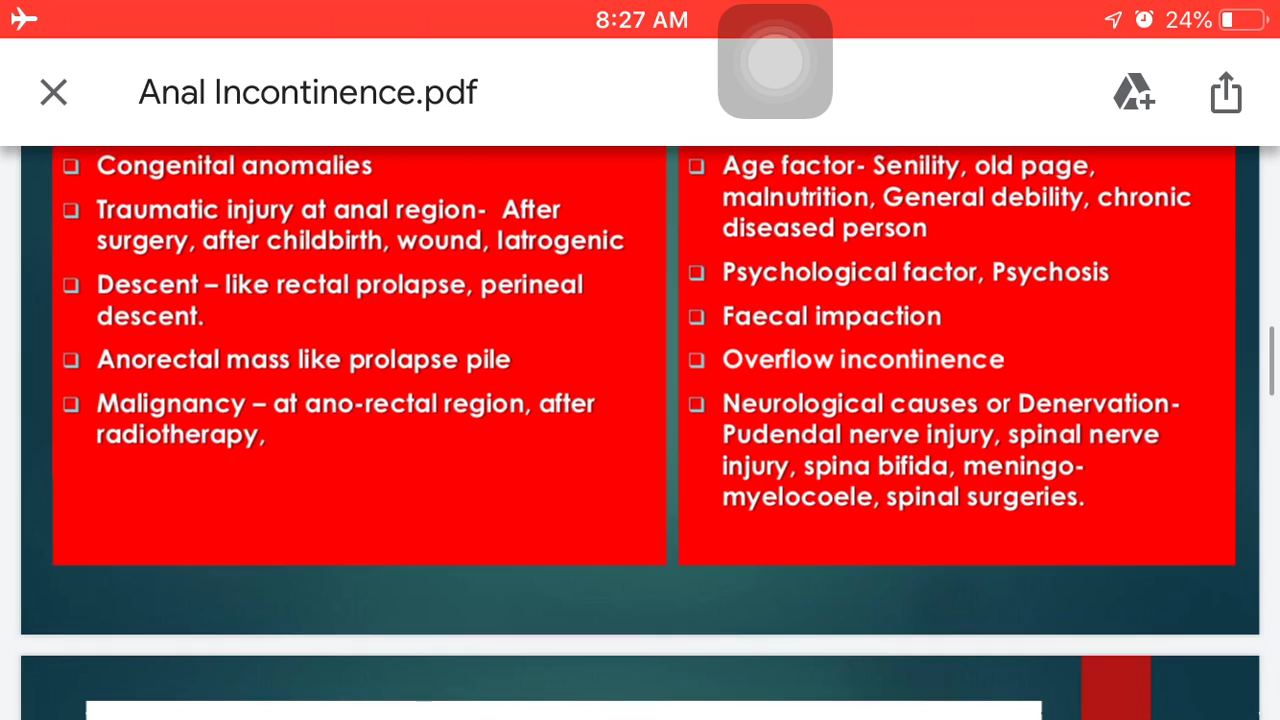 8:27 AM
24%
Anal Incontinence.pdf
❑ Congenital anomalies
❑ Traumatic injury at anal region-  After
surgery, after childbirth, wound, Iatrogenic
❑ Descent – like rectal prolapse, perineal
descent.
❑ Anorectal mass like prolapse pile
❑ Malignancy – at ano-rectal region, after
radiotherapy,
❑ Age factor- Senility, old page,
malnutrition, General debility, chronic
diseased person
❑ Psychological factor, Psychosis
❑ Faecal impaction
❑ Overflow incontinence
❑ Neurological causes or Denervation-
Pudendal nerve injury, spinal nerve
injury, spina bifida, meningo-
myelocoele, spinal surgeries.